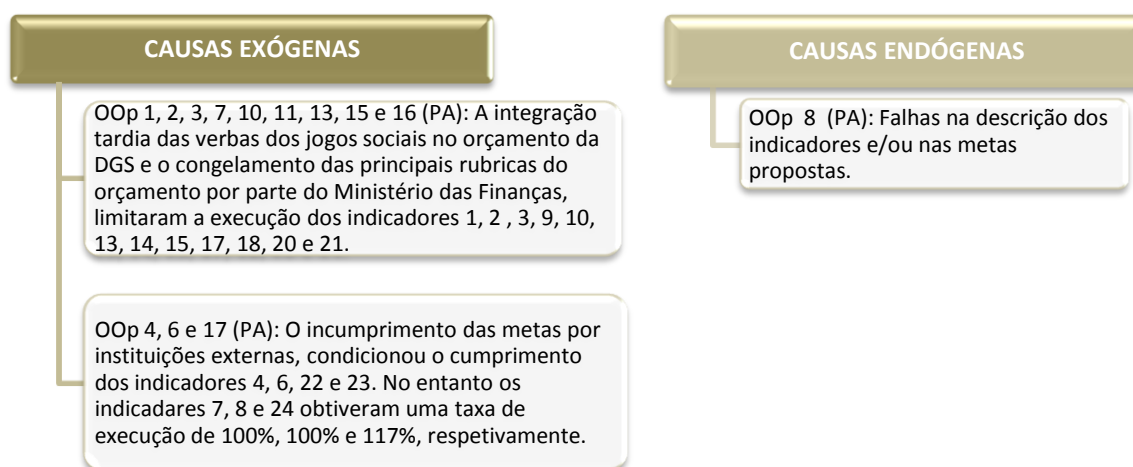 CAUSAS EXÓGENAS
OOp 1, 2, 3, 7, 10, 11, 13, 15 e 16 (PA): A integração
tardia das verbas dos jogos sociais no orçamento da
DGS e o congelamento das principais rubricas do
orçamento por parte do Ministério das Finanças,
limitaram a execução dos indicadores 1, 2 , 3, 9, 10,
13, 14, 15, 17, 18, 20 e 21.
OOp 4, 6 e 17 (PA): O incumprimento das metas por
instituições externas, condicionou o cumprimento
dos indicadores 4, 6, 22 e 23. No entanto os
indicadares 7, 8 e 24 obtiveram uma taxa de
execução de 100%, 100% e 117%, respetivamente.
CAUSAS ENDÓGENAS
OOp 8 (PA): Falhas na descrição dos
indicadores e/ou nas metas
propostas.